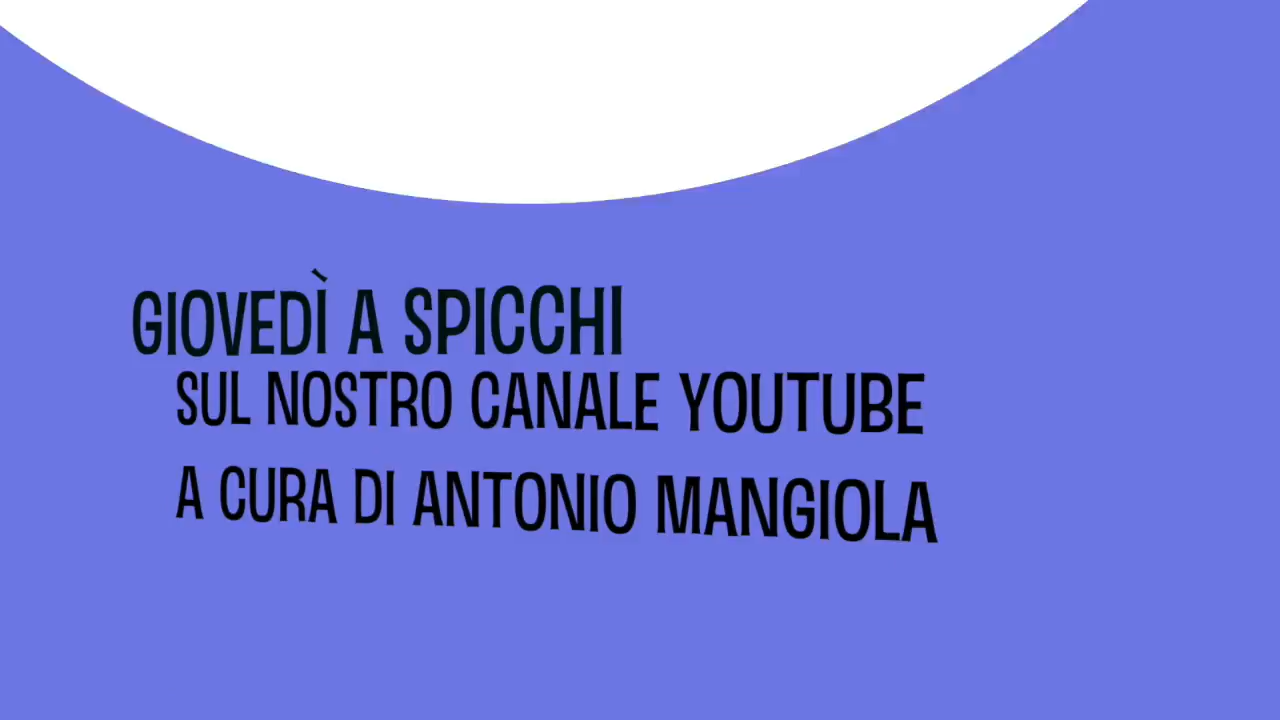 GIOVEDÌ A SPICCHI
SUL NOSTRO CANALE YOUTUBE
A CURA DI ANTONIO MANGIOLA